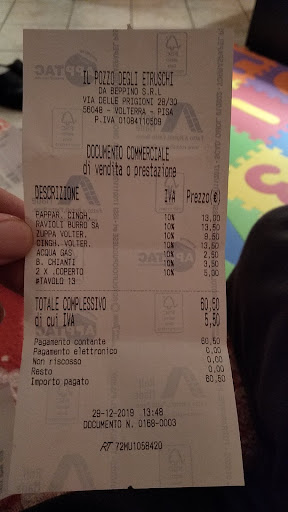 IL POZZO DEGLI ETRUSCHI
DA BEPPINO S.R.L
VIA DELLE PRIGIONI 28/30
56048 - VOLTERRA - PISA
P.IVA 01084110509
DOCUMENTO COMMERCIALE
di vendita o prestazione
DESCRIZIONE IVA Prezzo(€)
PAPPAR. CINGH. 10% 13,00
RAVIOLI BURRO SA 10% 13,50
ZUPPA VOLTER. 10% 9,50
CINGH. VOLTER. 10% 13,50
ACQUA GAS 10% 2,50
B. CHIANTI 10% 3,50
2 X .COPERTO 10% 5,00
#TAVOLO 13
TOTALE COMPLESSIVO 60,50
di cui IVA 5,50
Pagamento contante 60,50
Pagamento elettronico 0,00
Non riscosso 0,00
Resto 0,00
Importo pagato 60,50
29-12-2019 13:48
DOCUMENTO N. 0169-0003
RT 72MU1058420